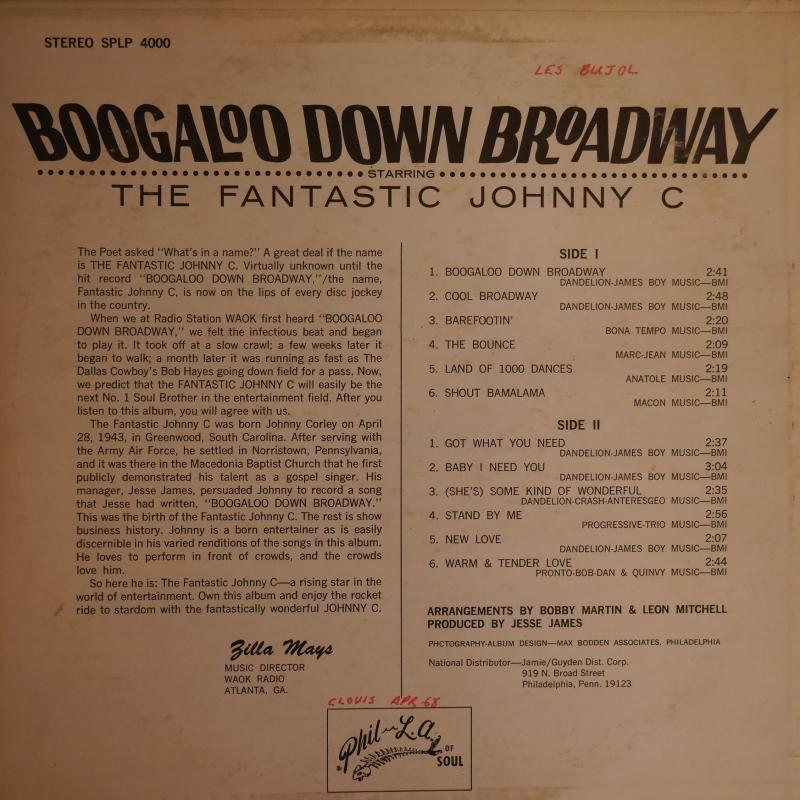 STEREO SPLP 4000
LES BUJOL
BOOGALOO DOWN BROADWAY
STARRING
THE FANTASTIC JOHNNY C
The Poet asked "What's in a name?" A great deal if the name
is THE FANTASTIC JOHNNY C. Virtually unknown until the
hit record "BOOGALOO DOWN BROADWAY,"/the name,
Fantastic Johnny C, is now on the lips of every disc jockey
in the country.
When we at Radio Station WAOK first heard "BOOGALOO
DOWN BROADWAY," we felt the infectious beat and began
to play it. It took off at a slow crawl; a few weeks later it
began to walk; a month later it was running as fast as The
Dallas Cowboy's Bob Hayes going down field for a pass. Now,
we predict that the FANTASTIC JOHNNY C will easily be the
next No. 1 Soul Brother in the entertainment field. After you
listen to this album, you will agree with us.
The Fantastic Johnny C was born Johnny Corley on April
28, 1943, in Greenwood, South Carolina. After serving with
the Army Air Force, he settled in Norristown, Pennsylvania,
and it was there in the Macedonia Baptist Church that he first
publicly demonstrated his talent as a gospel singer. His
manager, Jesse James, persuaded Johnny to record a song
that Jesse had written, "BOOGALOO DOWN BROADWAY."
This was the birth of the Fantastic Johnny C. The rest is show
business history. Johnny is a born entertainer as is easily
discernible in his varied renditions of the songs in this album.
He loves to perform in front of crowds, and the crowds
love him.
So here he is: The Fantastic Johnny C—a rising star in the
world of entertainment. Own this album and enjoy the rocket
ride to stardom with the fantastically wonderful JOHNNY C.
Zilla Mays
MUSIC DIRECTOR
WAOK RADIO
ATLANTA, GA.
SIDE I
1. BOOGALOO DOWN BROADWAY 2:41
DANDELION-JAMES BOY MUSIC—BMI
2. COOL BROADWAY 2:48
DANDELION-JAMES BOY MUSIC—BMI
3. BAREFOOTIN' 2:20
BONA TEMPO MUSIC—BMI
4. THE BOUNCE 2:09
MARC-JEAN MUSIC—BMI
5. LAND OF 1000 DANCES 2:19
ANATOLE MUSIC—BMI
6. SHOUT BAMALAMA 2:11
MACON MUSIC—BMI
SIDE II
1. GOT WHAT YOU NEED 2:37
DANDELION-JAMES BOY MUSIC—BMI
2. BABY I NEED YOU 3:04
DANDELION-JAMES BOY MUSIC—BMI
3. (SHE'S) SOME KIND OF WONDERFUL 2:35
DANDELION-CRASH-ANTERESGEO MUSIC—BMI
4. STAND BY ME 2:56
PROGRESSIVE-TRIO MUSIC—BMI
5. NEW LOVE 2:07
DANDELION-JAMES BOY MUSIC—BMI
6. WARM & TENDER LOVE 2:44
PRONTO-BOB-DAN & QUINVY MUSIC—BMI
ARRANGEMENTS BY BOBBY MARTIN & LEON MITCHELL
PRODUCED BY JESSE JAMES
PHOTOGRAPHY-ALBUM DESIGN—MAX BODDEN ASSOCIATES, PHILADELPHIA
National Distributor—Jamie/Guyden Dist. Corp.
919 N. Broad Street
Philadelphia, Penn. 19123
CLOUIS APR-68
Phil-L.A.
OF
SOUL